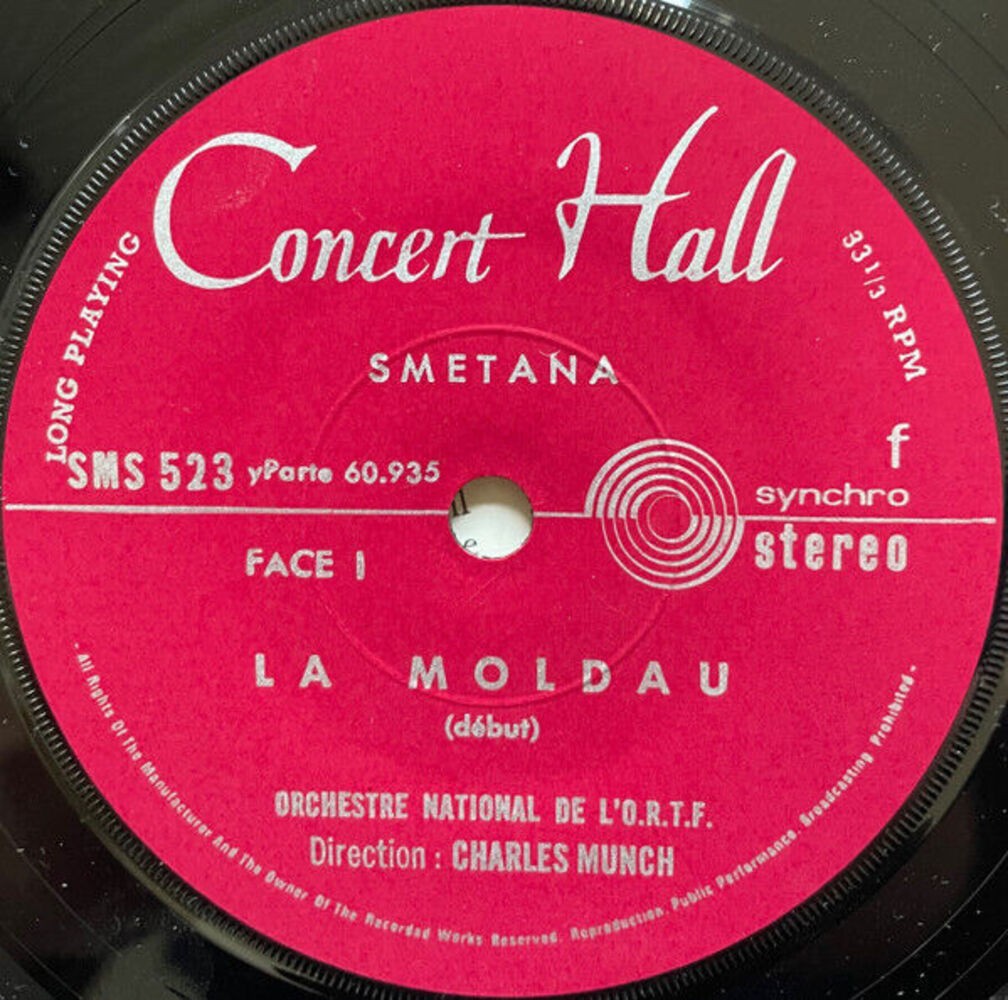 Concert Hall
LONG PLAYING
33 1/3 RPM
SMETANA
SMS 523 yParte 60.935
f
synchro
stereo
FACE I
LA MOLDAU
(début)
ORCHESTRE NATIONAL DE L'O.R.T.F.
Direction : CHARLES MUNCH
- All Rights Of The Manufacturer And The Owner Of The Recorded Works Reserved. Reproduction. Public Performance. Broadcasting Prohibited. -